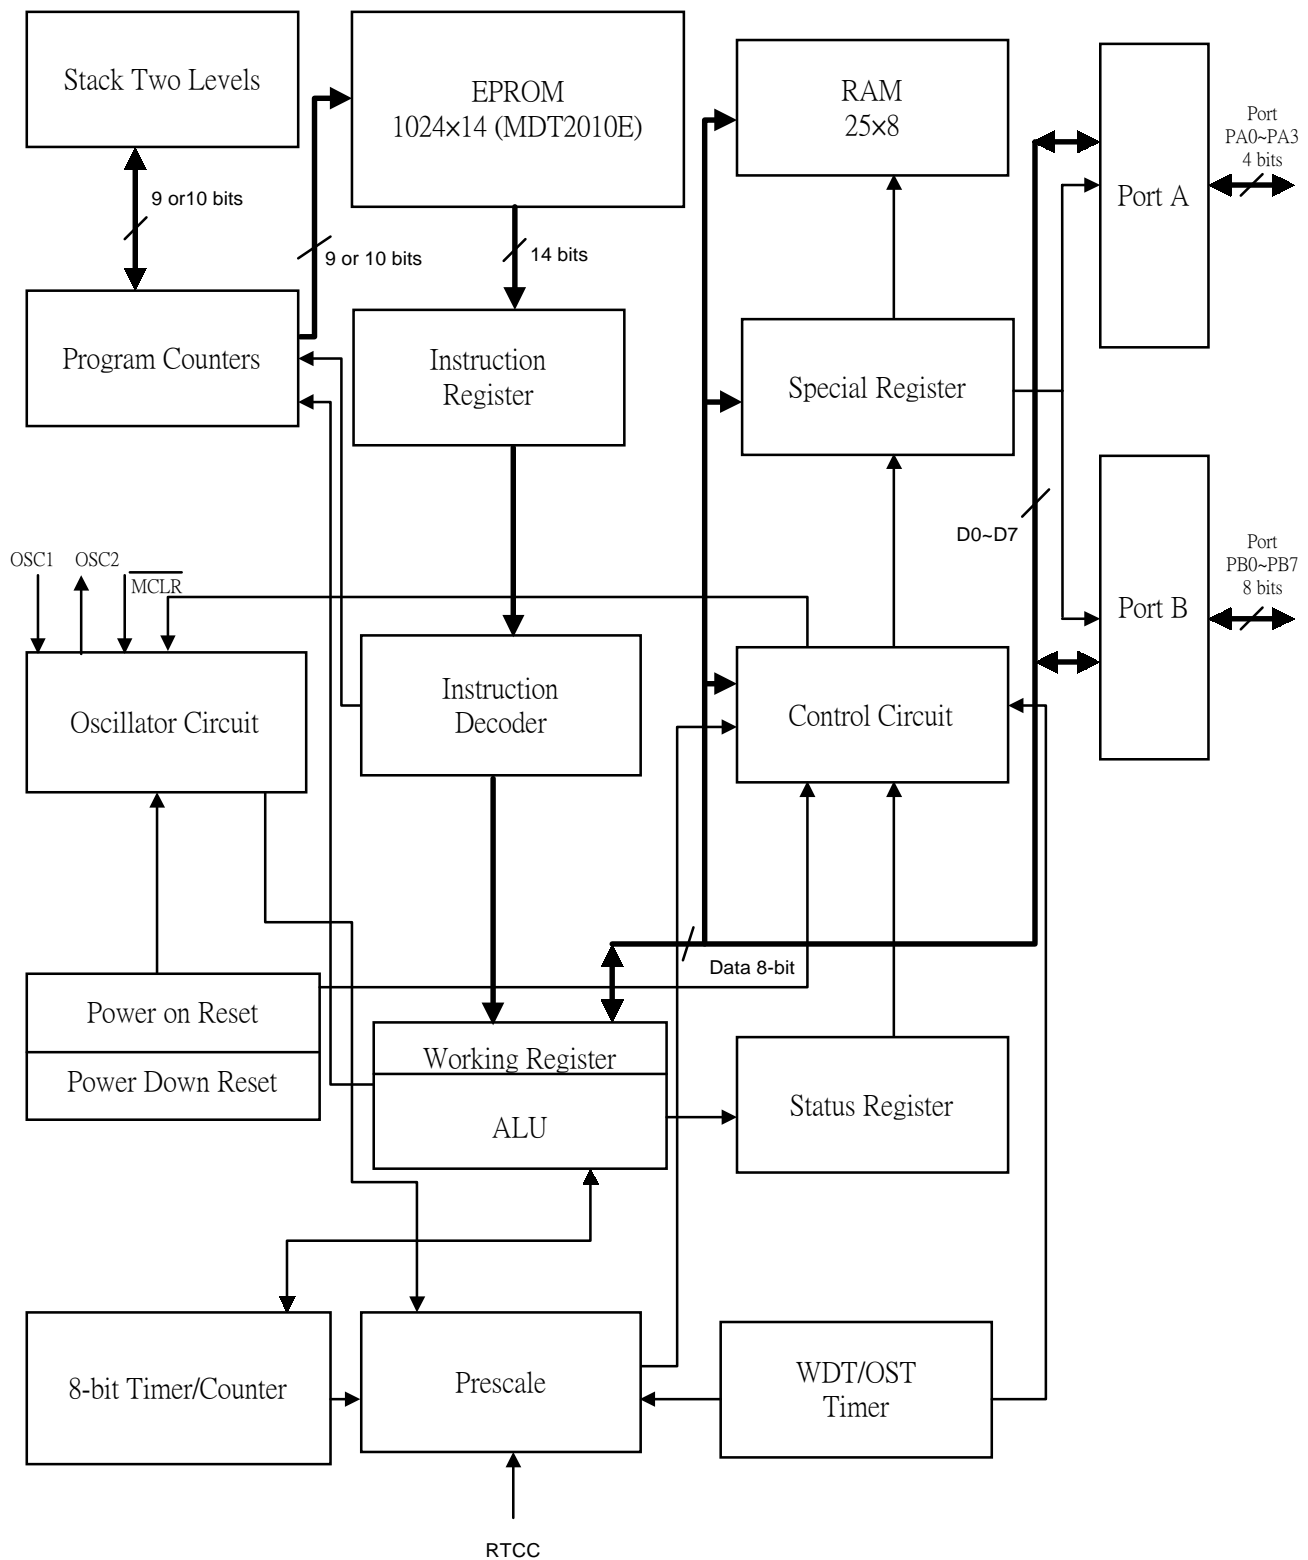 Stack Two Levels
EPROM
1024×14 (MDT2010E)
RAM
25×8
Port A
Port
PA0~PA3
4 bits
9 or10 bits
9 or 10 bits
14 bits
Program Counters
Instruction
Register
Special Register
D0~D7
Port B
Port
PB0~PB7
8 bits
OSC1
OSC2
MCLR
Oscillator Circuit
Instruction
Decoder
Control Circuit
Data 8-bit
Power on Reset
Power Down Reset
Working Register
ALU
Status Register
8-bit Timer/Counter
Prescale
WDT/OST
Timer
RTCC